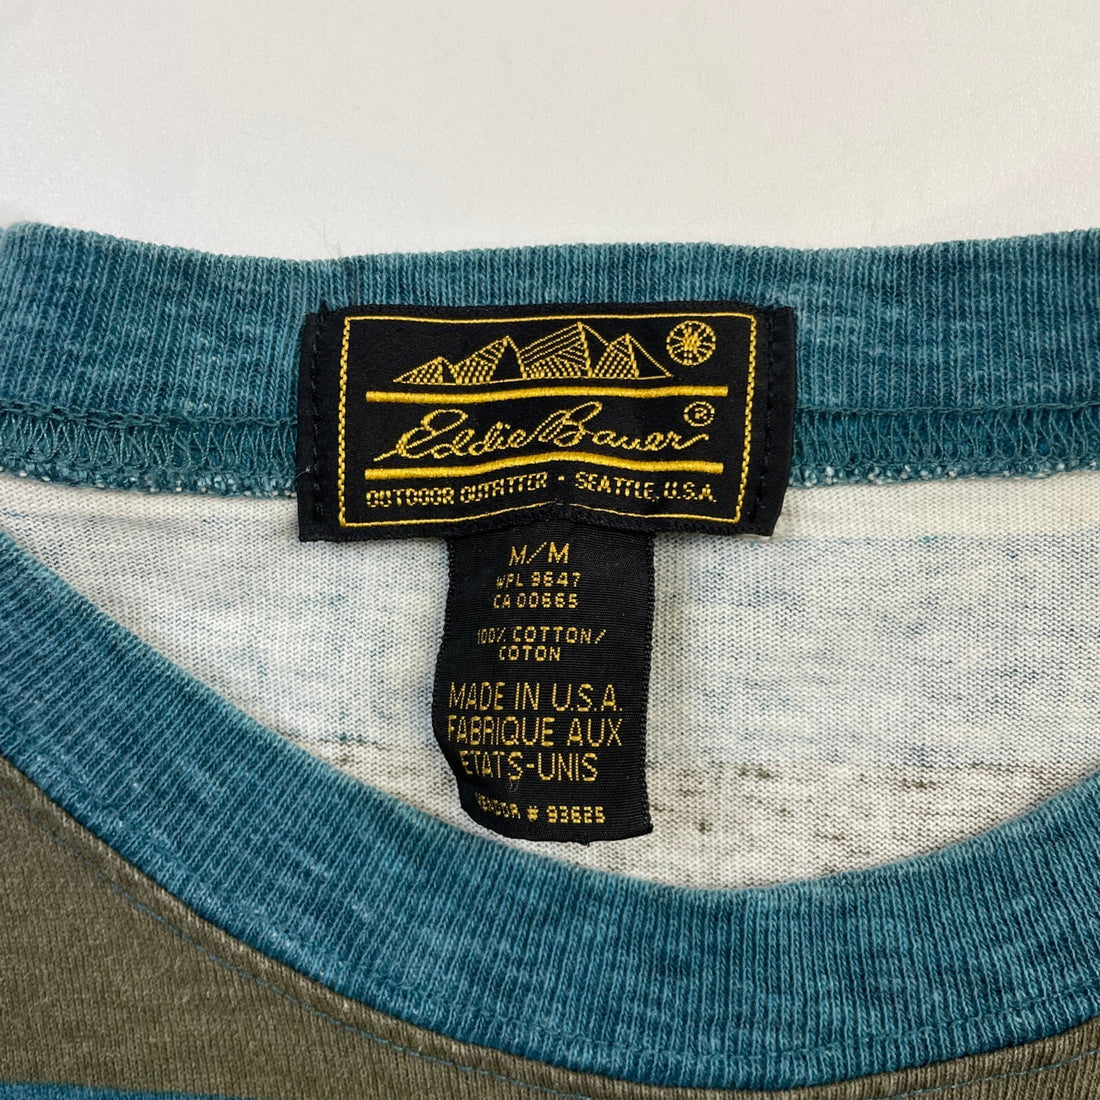 Eddie Bauer ®
OUTDOOR OUTFITTER • SEATTLE, U.S.A.
M/M
WPL 9647
CA 00665
100% COTTON/
COTON
MADE IN U.S.A.
FABRIQUE AUX
ETATS-UNIS
VENDOR # 93625